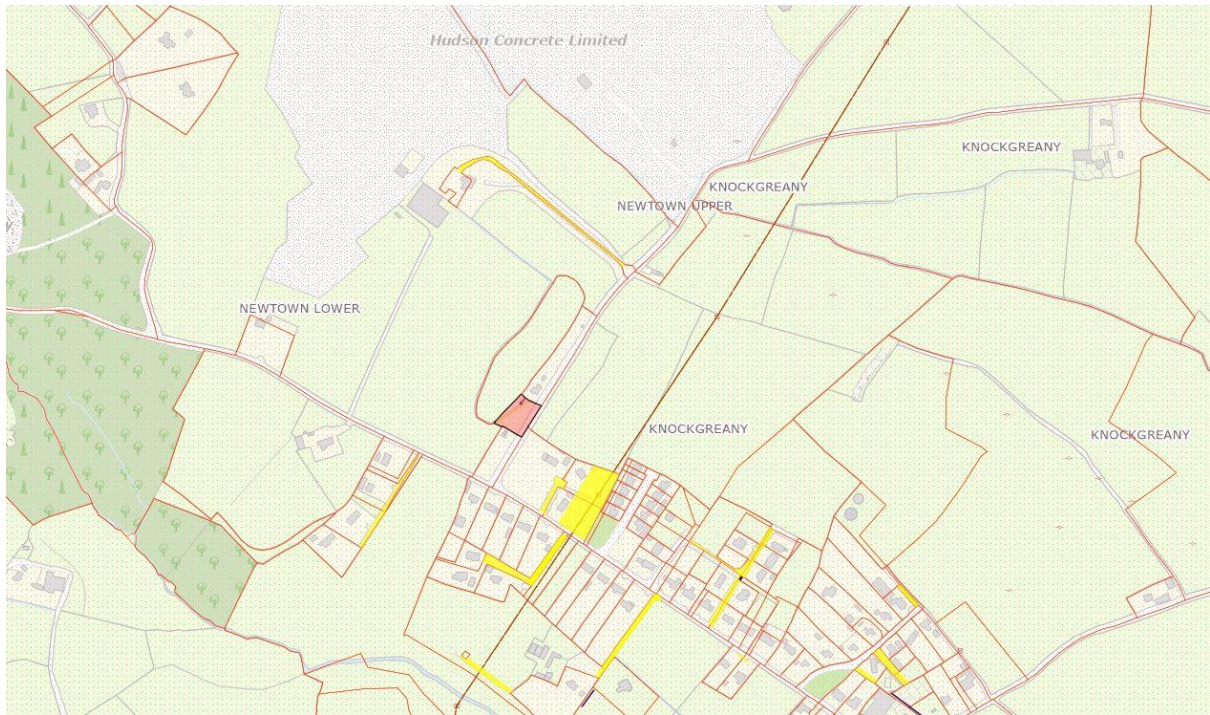 Hudson Concrete Limited
KNOCKGREANY
KNOCKGREANY
NEWTOWN UPPER
NEWTOWN LOWER
KNOCKGREANY
KNOCKGREANY